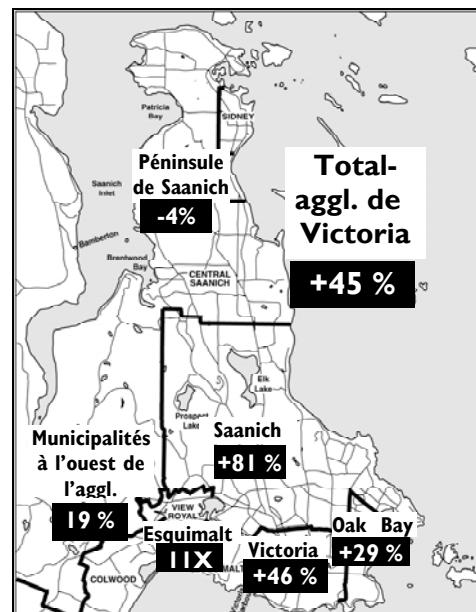 Patricia
Bay
SIDNEY
Péninsule
de Saanich
-4%
Total-
aggl. de
Victoria
+45 %
Saanich
Inlet
Bamberton
Brentwood
Bay
CENTRAL
SAANICH
Elk
Lake
Prospect
Lake
Municipalités
à l'ouest de
l'aggl.
19 %
Saanich
+81 %
VIEW
ROYAL
Esquimalt
11X
Victoria
+46 %
Oak Bay
+29 %
COLWOOD